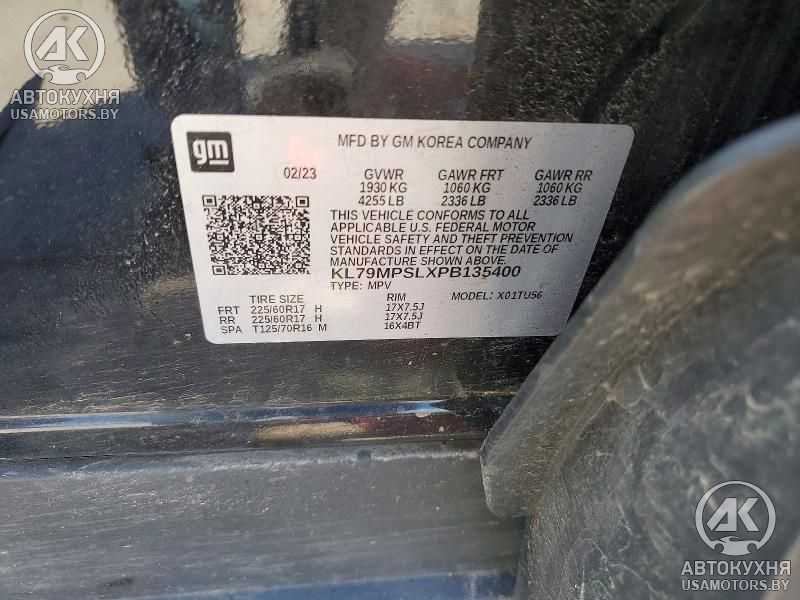 AK
АВТОКУХНЯ
USAMOTORS.BY
gm
MFD BY GM KOREA COMPANY
02/23 GVWR GAWR FRT GAWR RR
1930 KG 1060 KG 1060 KG
4255 LB 2336 LB 2336 LB
THIS VEHICLE CONFORMS TO ALL
APPLICABLE U.S. FEDERAL MOTOR
VEHICLE SAFETY AND THEFT PREVENTION
STANDARDS IN EFFECT ON THE DATE OF
MANUFACTURE SHOWN ABOVE.
KL79MPSLXPB135400
TYPE: MPV MODEL: X01TU56
TIRE SIZE RIM
FRT 225/60R17 H 17X7.5J
RR 225/60R17 H 17X7.5J
SPA T125/70R16 M 16X4BT
AK
АВТОКУХНЯ
USAMOTORS.BY